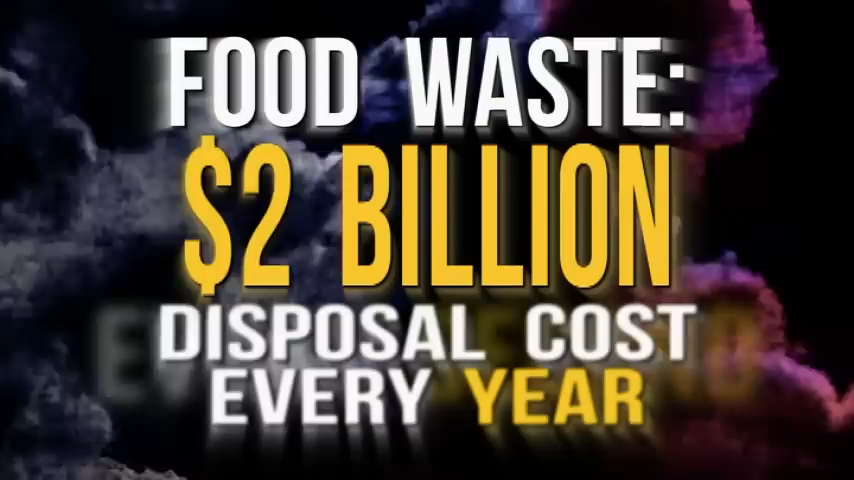 FOOD WASTE:
$2 BILLION
DISPOSAL COST
EVERY YEAR